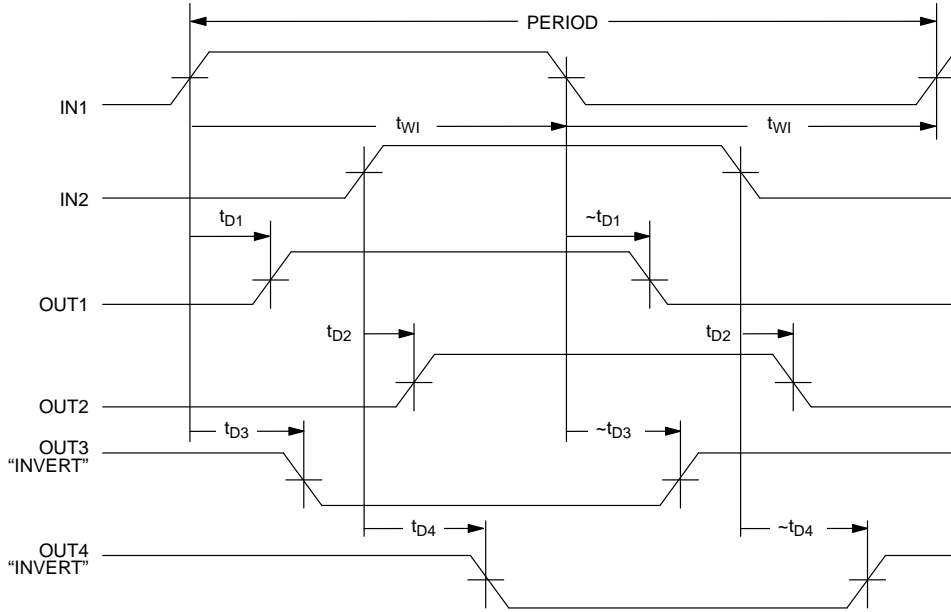 PERIOD
IN1
tWI tWI
IN2
tD1 ~tD1
OUT1
tD2 tD2
OUT2
tD3 ~tD3
OUT3
“INVERT”
tD4 ~tD4
OUT4
“INVERT”